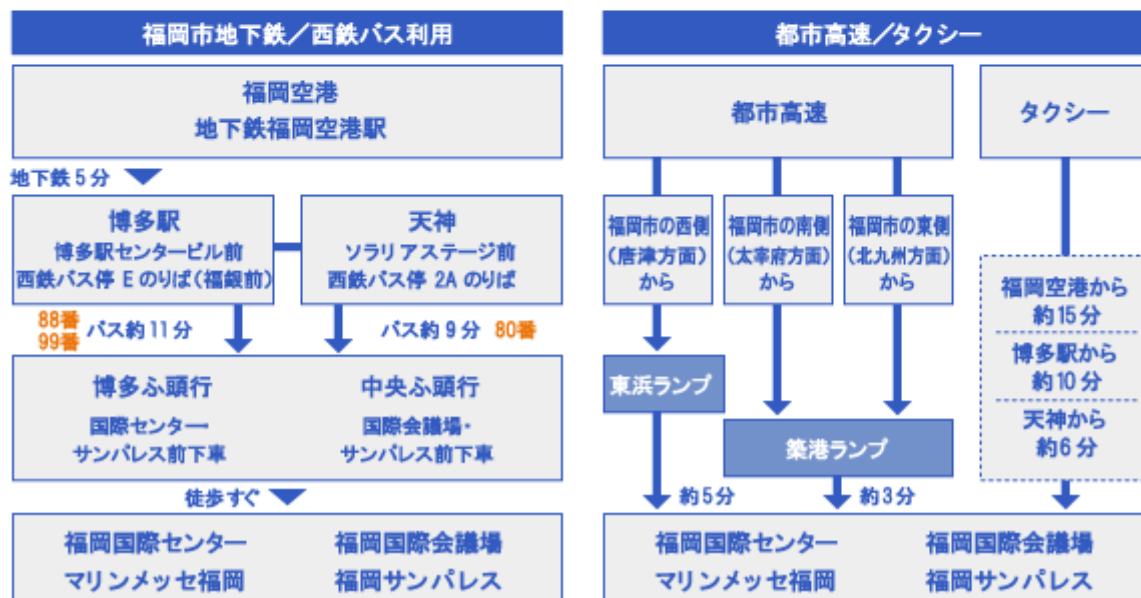 福岡市地下鉄／西鉄バス利用
福岡空港
地下鉄福岡空港駅
地下鉄5分
博多駅
博多駅センタービル前
西鉄バス停 E のりば(福銀前)
天神
ソラリアステージ前
西鉄バス停 2A のりば
88番
99番
バス約11分
バス約9分 80番
博多ふ頭行
国際センター・
サンパレス前下車
中央ふ頭行
国際会議場・
サンパレス前下車
徒歩すぐ
福岡国際センター 福岡国際会議場
マリンメッセ福岡 福岡サンパレス
都市高速／タクシー
都市高速
福岡市の西側
(唐津方面)
から
福岡市の南側
(太宰府方面)
から
福岡市の東側
(北九州方面)
から
東浜ランプ
築港ランプ
約5分
約3分
タクシー
福岡空港から
約15分
博多駅から
約10分
天神から
約6分
福岡国際センター 福岡国際会議場
マリンメッセ福岡 福岡サンパレス